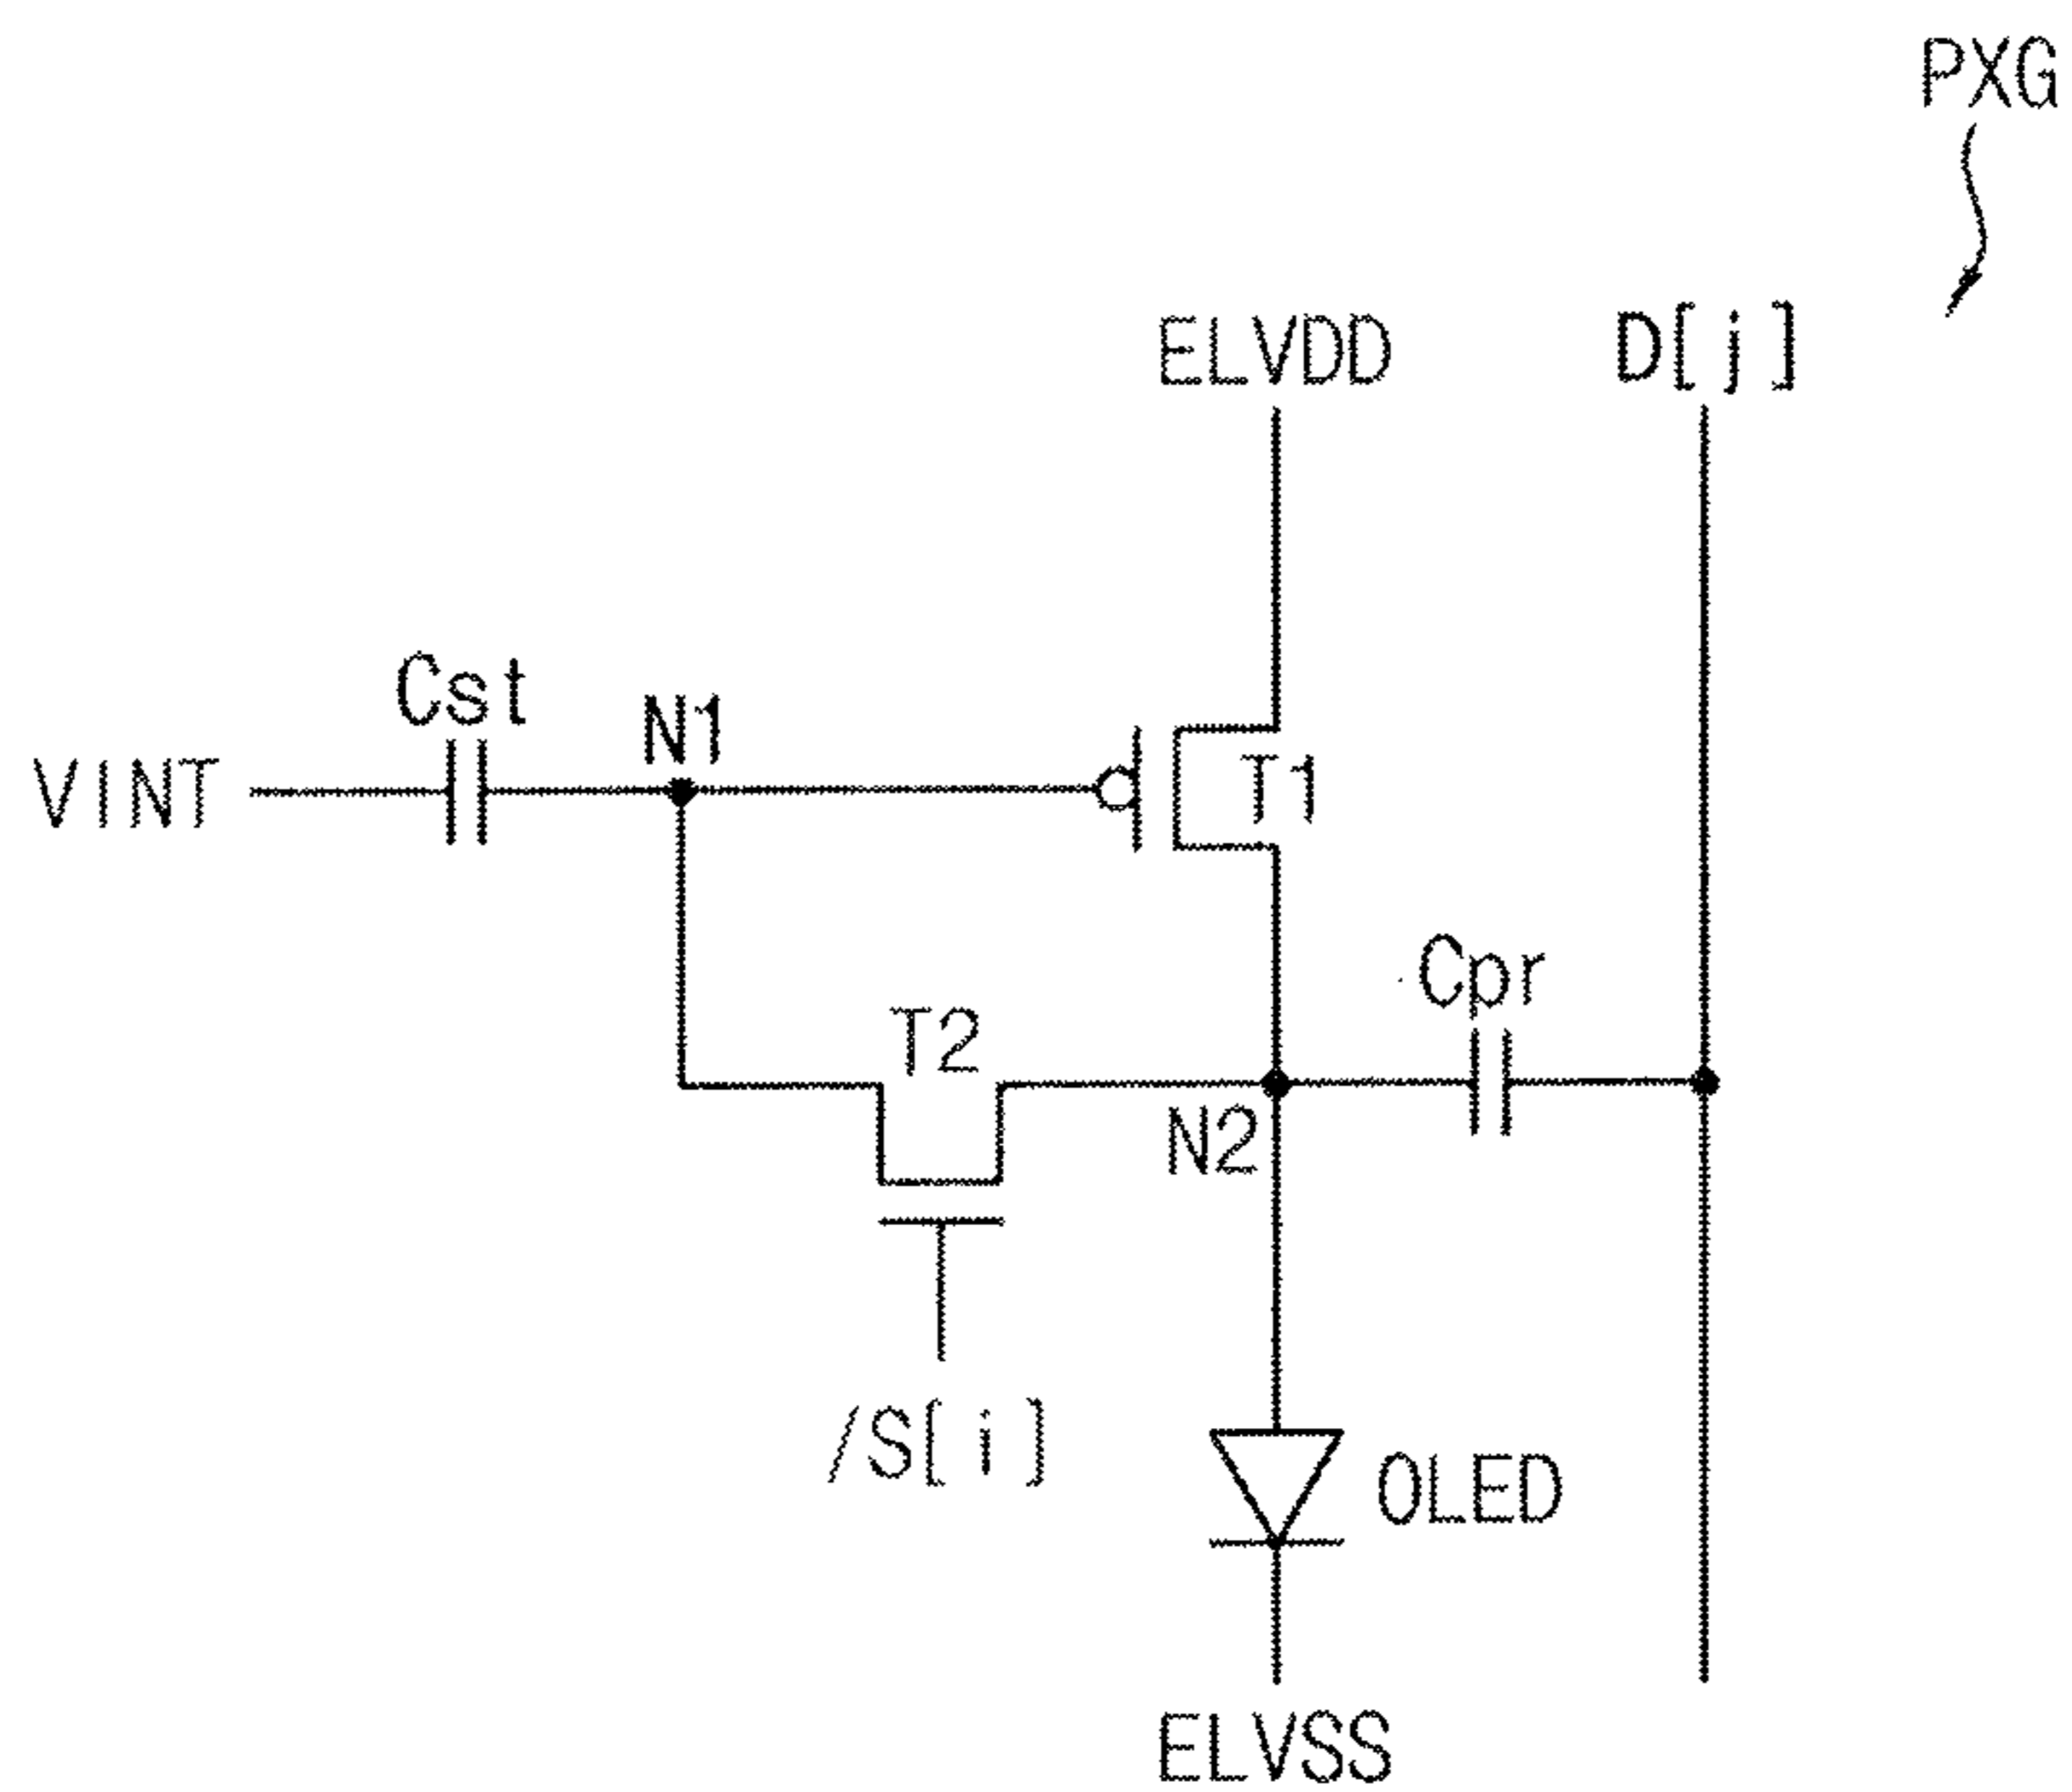 PXG
ELVDD
D[j]
Cst
N1
VINT
T1
Cpr
T2
N2
/S[i]
OLED
ELVSS